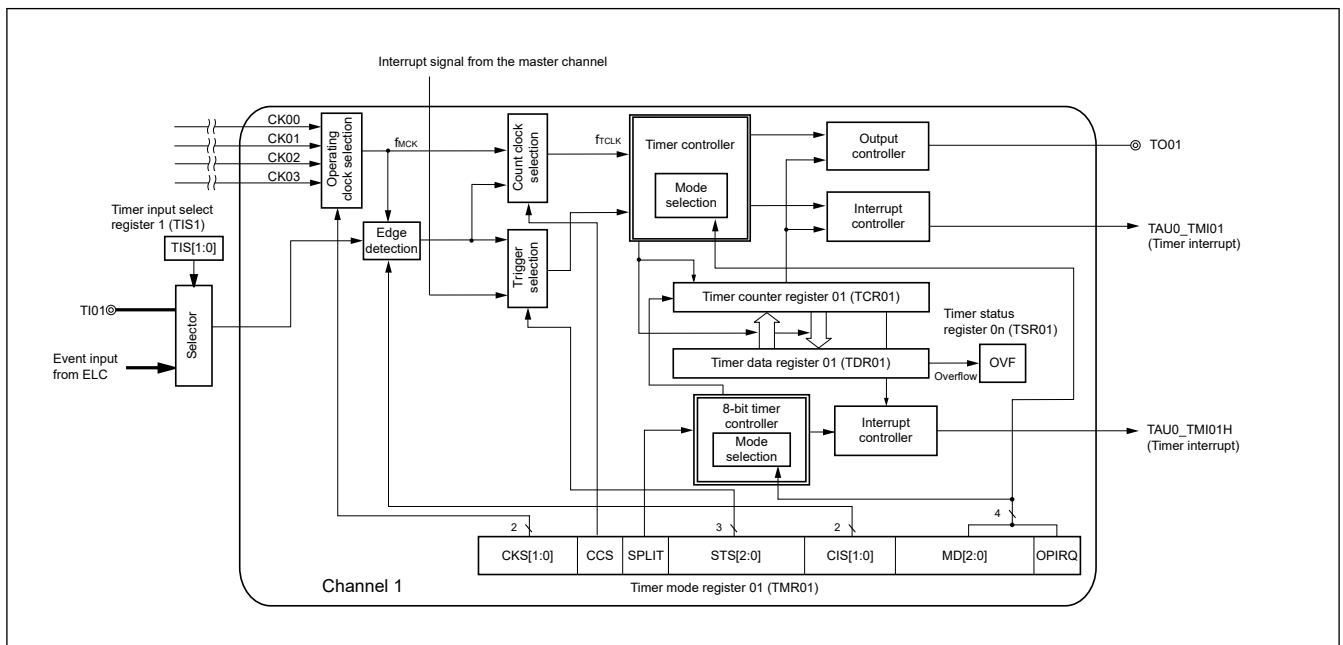 Interrupt signal from the master channel
CK00
CK01
CK02
CK03
Operating
clock selection
fMCK
Count clock
selection
fTCLK
Timer controller
Mode
selection
Output
controller
TO01
Timer input select
register 1 (TIS1)
TIS[1:0]
Edge
detection
Trigger
selection
Interrupt
controller
TAU0_TMI01
(Timer interrupt)
TI01
Selector
Event input
from ELC
Timer counter register 01 (TCR01)
Timer status
register 0n (TSR01)
Timer data register 01 (TDR01)
Overflow
OVF
8-bit timer
controller
Mode
selection
Interrupt
controller
TAU0_TMI01H
(Timer interrupt)
2
3
2
4
CKS[1:0]
CCS
SPLIT
STS[2:0]
CIS[1:0]
MD[2:0]
OPIRQ
Channel 1
Timer mode register 01 (TMR01)